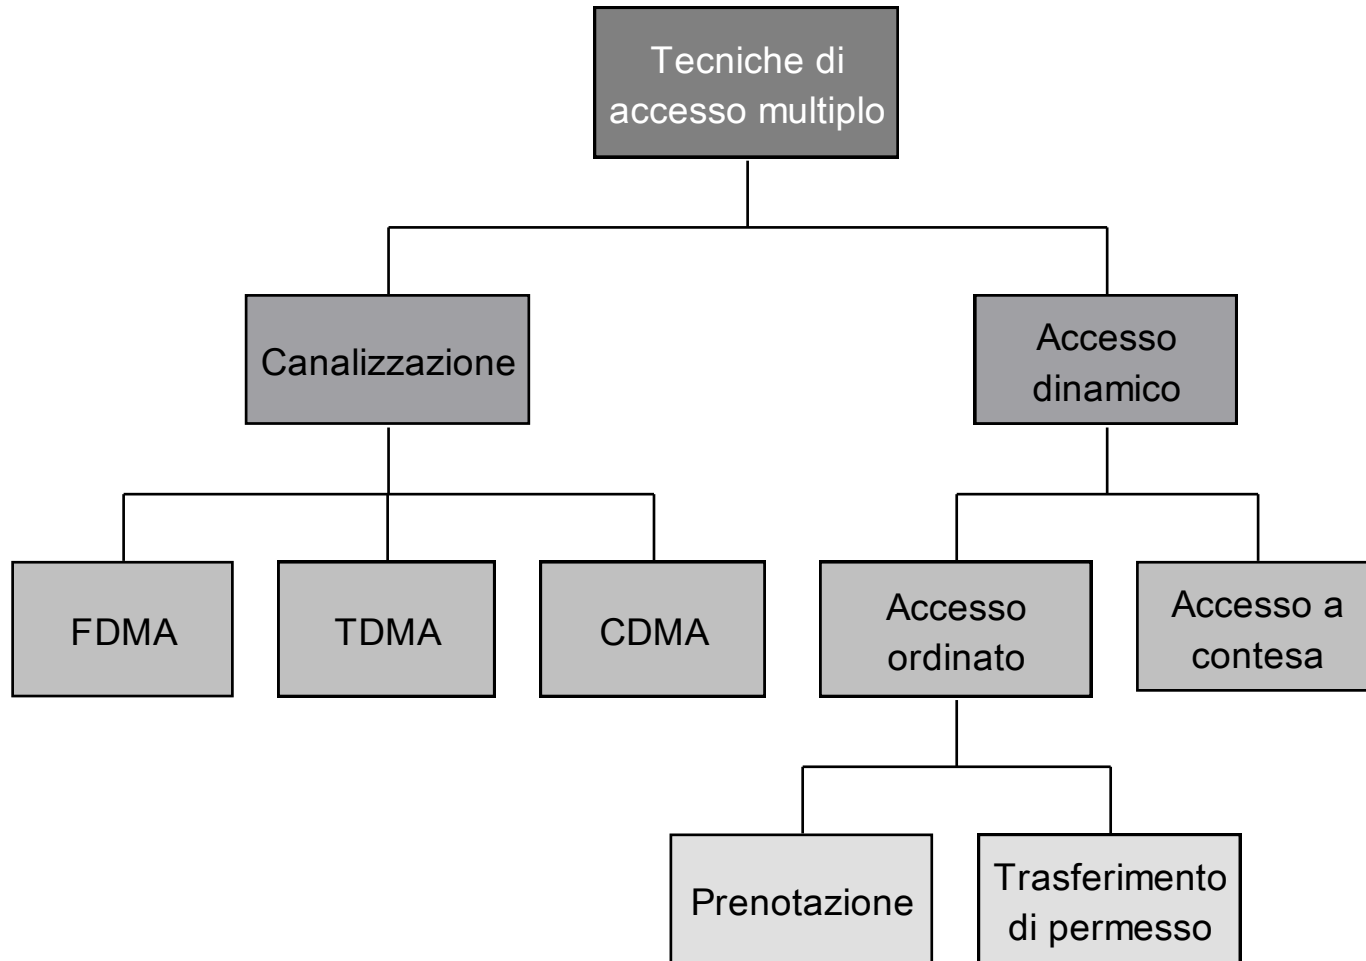 Tecniche di
accesso multiplo
Canalizzazione
Accesso
dinamico
FDMA
TDMA
CDMA
Accesso
ordinato
Accesso a
contesa
Prenotazione
Trasferimento
di permesso